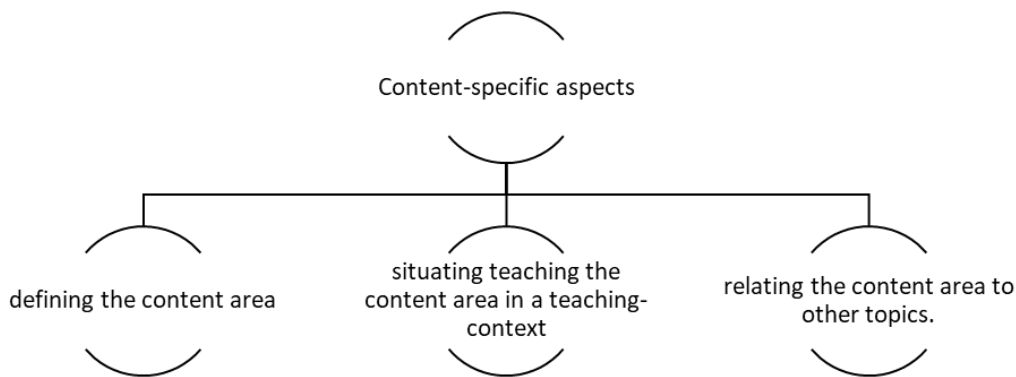 Content-specific aspects
defining the content area
situating teaching the
content area in a teaching-
context
relating the content area to
other topics.